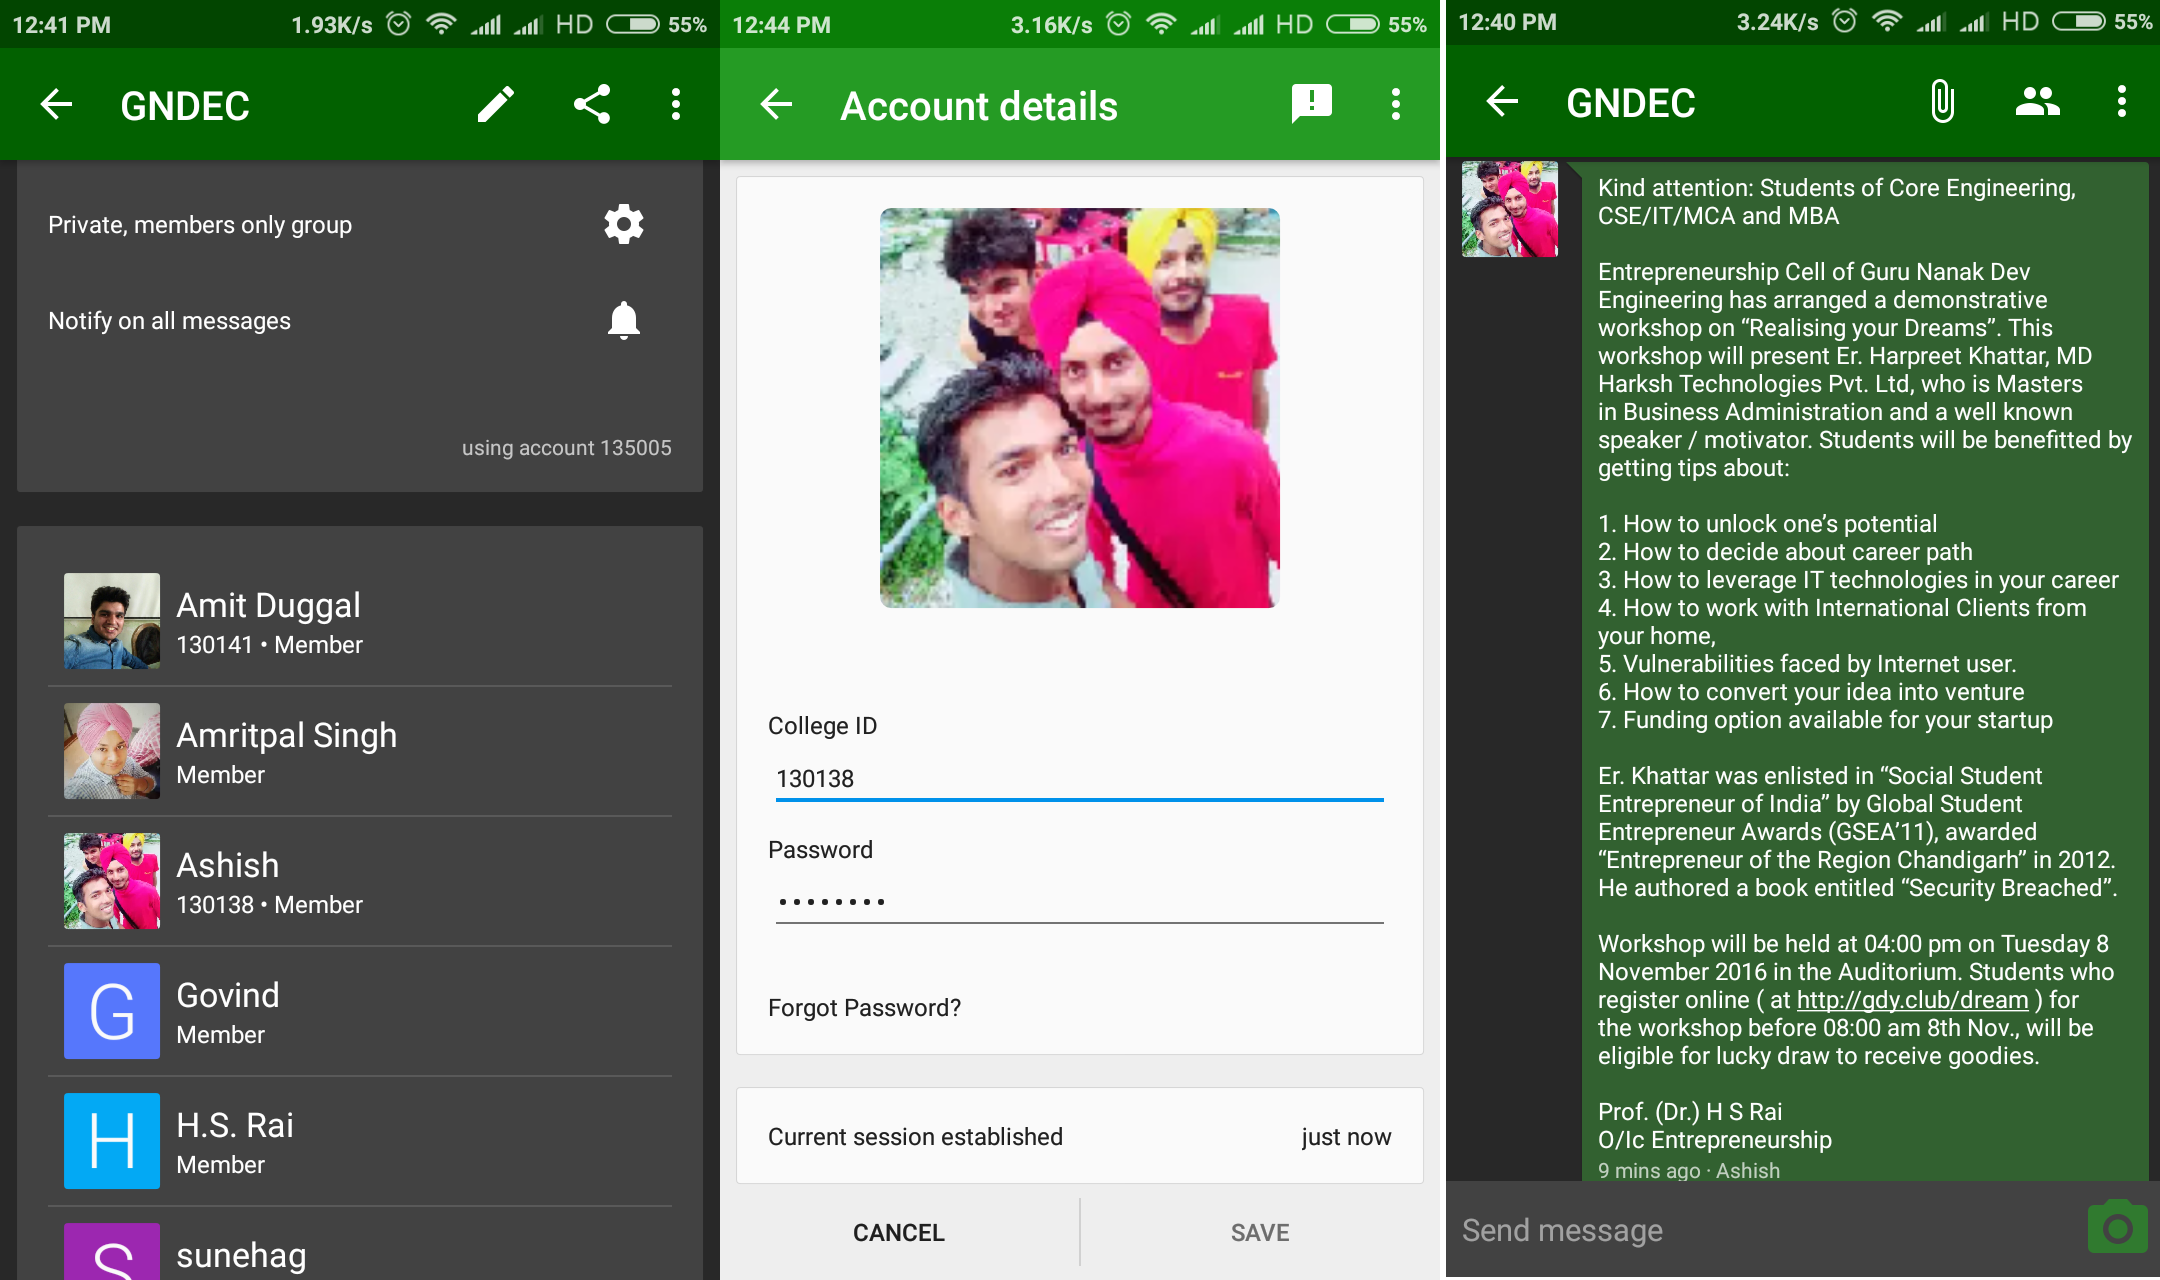 12:41 PM 1.93K/s HD 55%
GNDEC
Private, members only group
Notify on all messages
using account 135005
Amit Duggal
130141 • Member
Amritpal Singh
Member
Ashish
130138 • Member
G Govind
Member
H H.S. Rai
Member
S sunehag
12:44 PM 3.16K/s HD 55%
Account details
College ID
130138
Password
••••••••
Forgot Password?
Current session established just now
CANCEL SAVE
12:40 PM 3.24K/s HD 55%
GNDEC
Kind attention: Students of Core Engineering,
CSE/IT/MCA and MBA
Entrepreneurship Cell of Guru Nanak Dev
Engineering has arranged a demonstrative
workshop on “Realising your Dreams”. This
workshop will present Er. Harpreet Khattar, MD
Harksh Technologies Pvt. Ltd, who is Masters
in Business Administration and a well known
speaker / motivator. Students will be benefitted by
getting tips about:
1. How to unlock one’s potential
2. How to decide about career path
3. How to leverage IT technologies in your career
4. How to work with International Clients from
your home,
5. Vulnerabilities faced by Internet user.
6. How to convert your idea into venture
7. Funding option available for your startup
Er. Khattar was enlisted in “Social Student
Entrepreneur of India” by Global Student
Entrepreneur Awards (GSEA’11), awarded
“Entrepreneur of the Region Chandigarh” in 2012.
He authored a book entitled “Security Breached”.
Workshop will be held at 04:00 pm on Tuesday 8
November 2016 in the Auditorium. Students who
register online ( at http://gdy.club/dream ) for
the workshop before 08:00 am 8th Nov., will be
eligible for lucky draw to receive goodies.
Prof. (Dr.) H S Rai
O/Ic Entrepreneurship
9 mins ago · Ashish
Send message